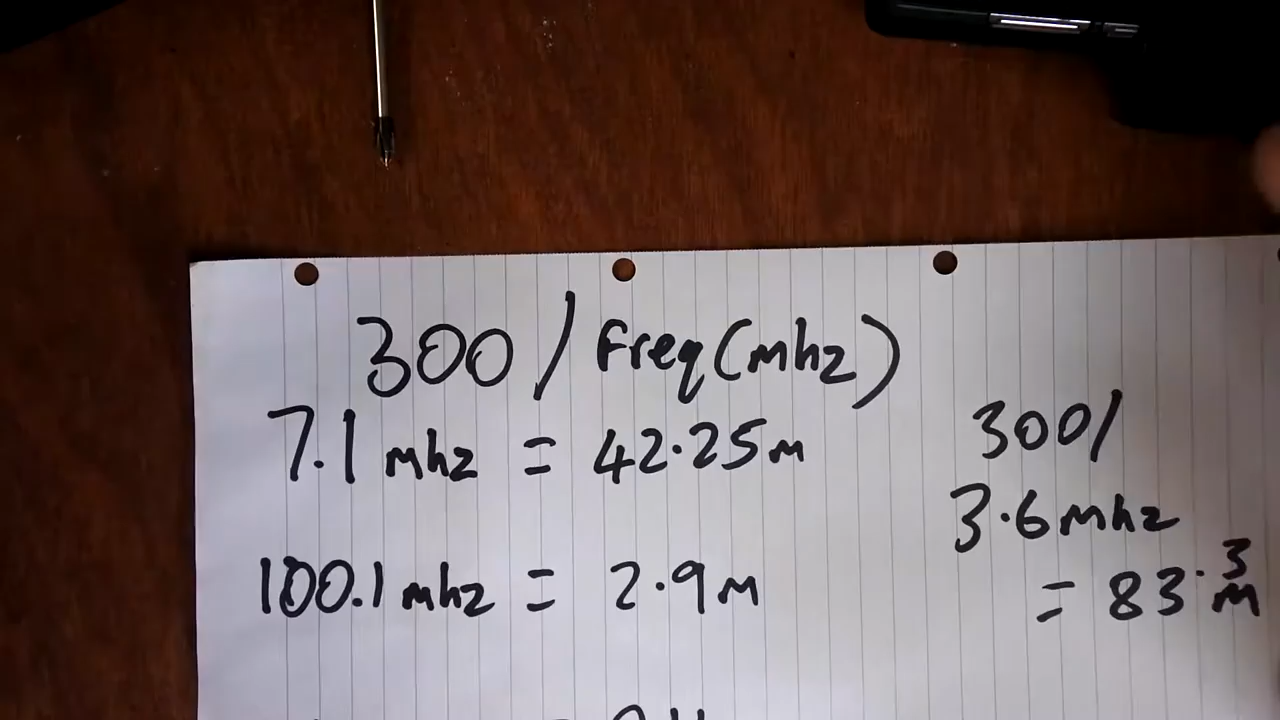 300 / Freq(mhz)
7.1 mhz = 42.25m
100.1 mhz = 2.9m
300/
3.6mhz
= 83.3m